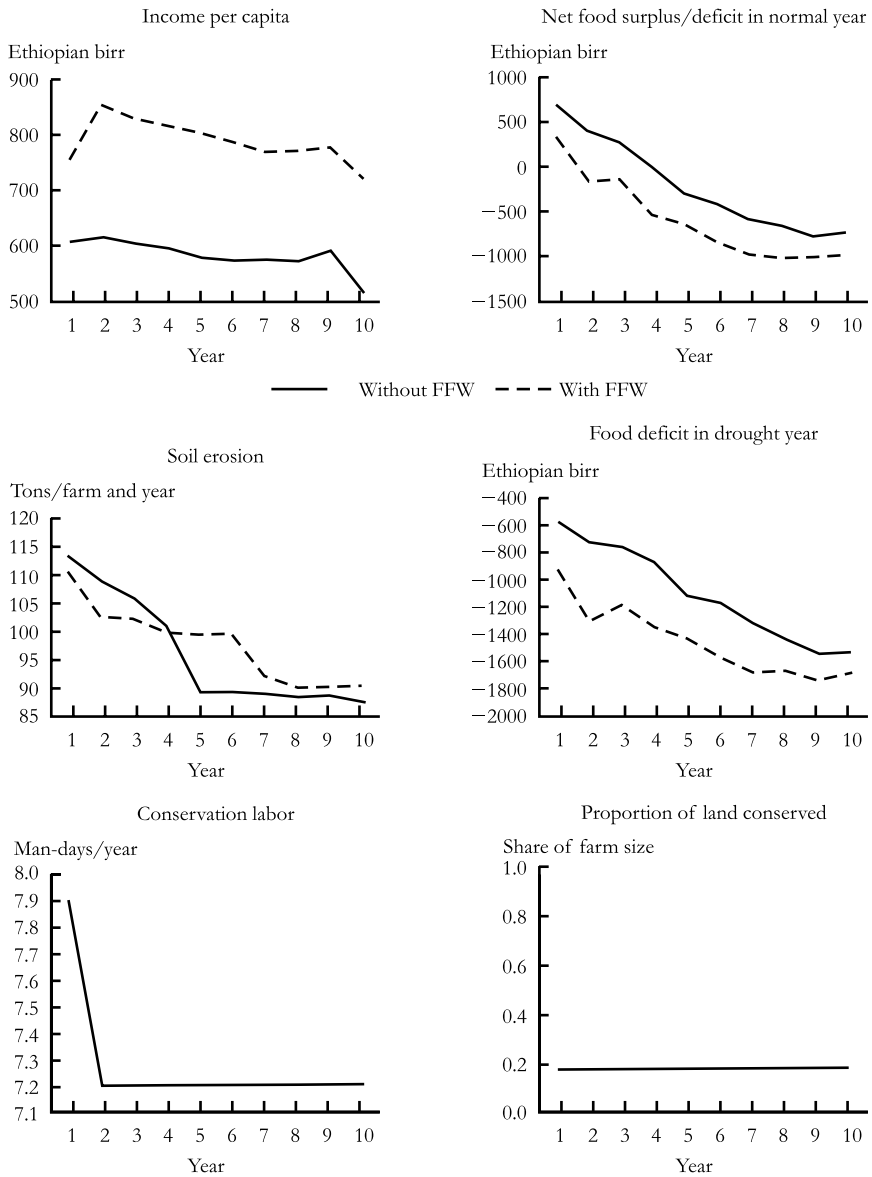 Income per capita
Ethiopian birr
900
800
700
600
500
1 2 3 4 5 6 7 8 9 10
Year
Net food surplus/deficit in normal year
Ethiopian birr
1000
500
0
−500
−1000
−1500
1 2 3 4 5 6 7 8 9 10
Year
Without FFW With FFW
Soil erosion
Tons/farm and year
120
115
110
105
100
95
90
85
1 2 3 4 5 6 7 8 9 10
Year
Food deficit in drought year
Ethiopian birr
−400
−600
−800
−1000
−1200
−1400
−1600
−1800
−2000
1 2 3 4 5 6 7 8 9 10
Year
Conservation labor
Man-days/year
8.0
7.9
7.8
7.7
7.6
7.5
7.4
7.3
7.2
7.1
1 2 3 4 5 6 7 8 9 10
Year
Proportion of land conserved
Share of farm size
1.0
0.8
0.6
0.4
0.2
0.0
1 2 3 4 5 6 7 8 9 10
Year